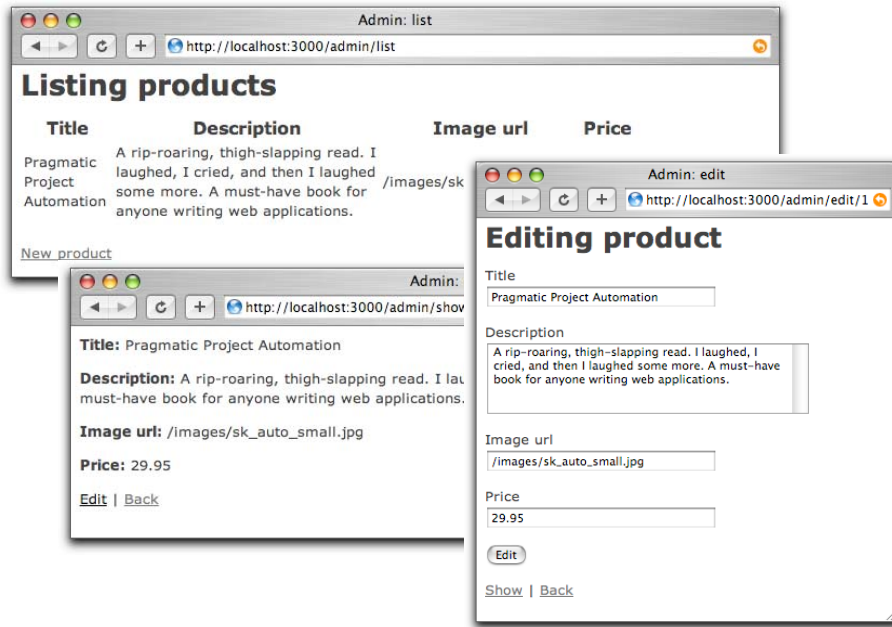 Admin: list
http://localhost:3000/admin/list
Listing products
Title Description Image url Price
Pragmatic
Project
Automation
A rip-roaring, thigh-slapping read. I
laughed, I cried, and then I laughed
some more. A must-have book for
anyone writing web applications.
/images/sk
New product
Admin:
http://localhost:3000/admin/show
Title: Pragmatic Project Automation
Description: A rip-roaring, thigh-slapping read. I lau
must-have book for anyone writing web applications.
Image url: /images/sk_auto_small.jpg
Price: 29.95
Edit | Back
Admin: edit
http://localhost:3000/admin/edit/1
Editing product
Title
Pragmatic Project Automation
Description
A rip-roaring, thigh-slapping read. I laughed, I
cried, and then I laughed some more. A must-have
book for anyone writing web applications.
Image url
/images/sk_auto_small.jpg
Price
29.95
Edit
Show | Back